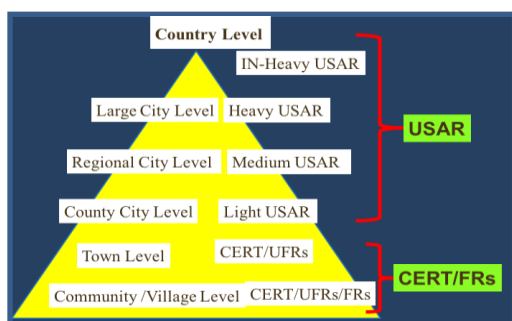 Country Level
IN-Heavy USAR
Large City Level Heavy USAR
USAR
Regional City Level Medium USAR
County City Level Light USAR
Town Level CERT/UFRs
CERT/FRs
Community /Village Level CERT/UFRs/FRs